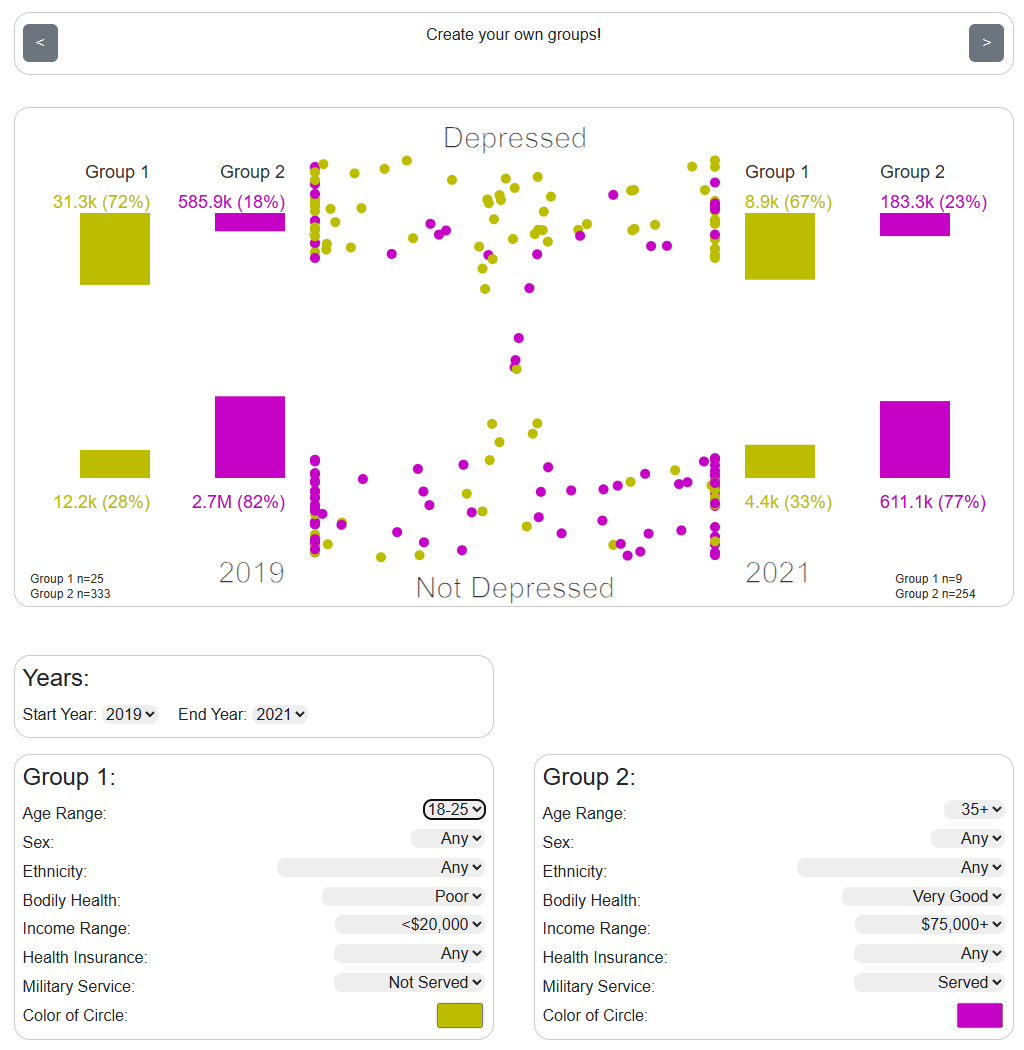 <
Create your own groups!
>
Depressed
Group 1
Group 2
Group 1
Group 2
31.3k (72%)
585.9k (18%)
8.9k (67%)
183.3k (23%)
12.2k (28%)
2.7M (82%)
4.4k (33%)
611.1k (77%)
2019
Not Depressed
2021
Group 1 n=25
Group 2 n=333
Group 1 n=9
Group 2 n=254
Years:
Start Year: 2019 End Year: 2021
Group 1:
Age Range: 18-25
Sex: Any
Ethnicity: Any
Bodily Health: Poor
Income Range: <$20,000
Health Insurance: Any
Military Service: Not Served
Color of Circle:
Group 2:
Age Range: 35+
Sex: Any
Ethnicity: Any
Bodily Health: Very Good
Income Range: $75,000+
Health Insurance: Any
Military Service: Served
Color of Circle: